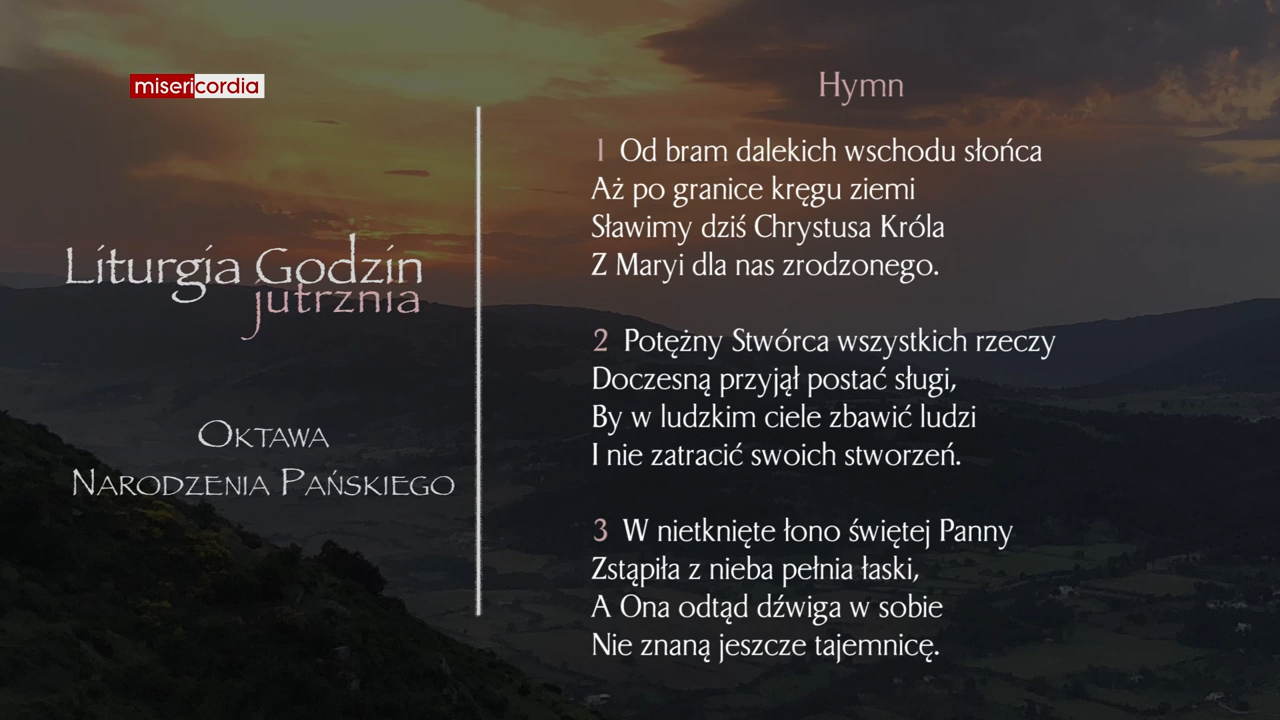 misericordia
Liturgia Godzin
jutrznia
Oktawa
Narodzenia Pańskiego
Hymn
1 Od bram dalekich wschodu słońca
Aż po granice kręgu ziemi
Sławimy dziś Chrystusa Króla
Z Maryi dla nas zrodzonego.
2 Potężny Stwórca wszystkich rzeczy
Doczesną przyjął postać sługi,
By w ludzkim ciele zbawić ludzi
I nie zatracić swoich stworzeń.
3 W nietknięte łono świętej Panny
Zstąpiła z nieba pełnia łaski,
A Ona odtąd dźwiga w sobie
Nie znaną jeszcze tajemnicę.